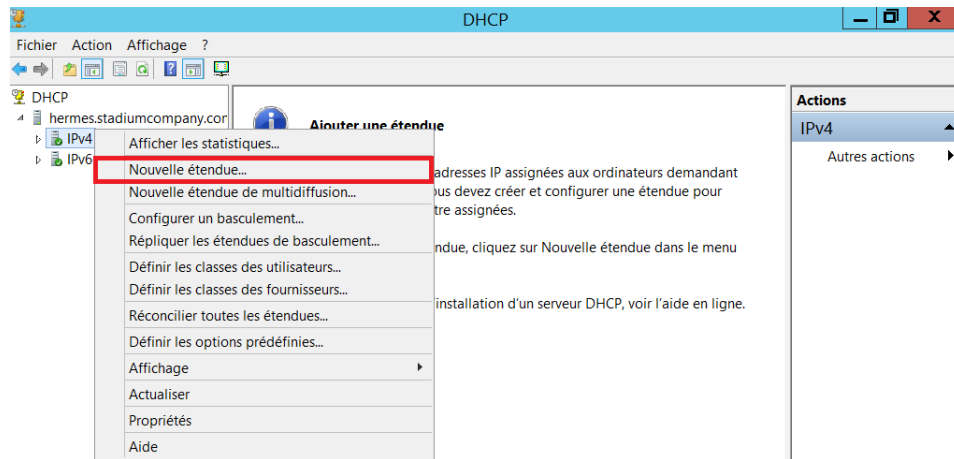 DHCP
Fichier Action Affichage ?
DHCP
hermes.stadiumcompany.cor
IPv4
IPv6
Ajouter une étendue
adresses IP assignées aux ordinateurs demandant
us devez créer et configurer une étendue pour
tre assignées.
ndue, cliquez sur Nouvelle étendue dans le menu
installation d'un serveur DHCP, voir l'aide en ligne.
Afficher les statistiques...
Nouvelle étendue...
Nouvelle étendue de multidiffusion...
Configurer un basculement...
Répliquer les étendues de basculement...
Définir les classes des utilisateurs...
Définir les classes des fournisseurs...
Réconcilier toutes les étendues...
Définir les options prédéfinies...
Affichage
Actualiser
Propriétés
Aide
Actions
IPv4
Autres actions